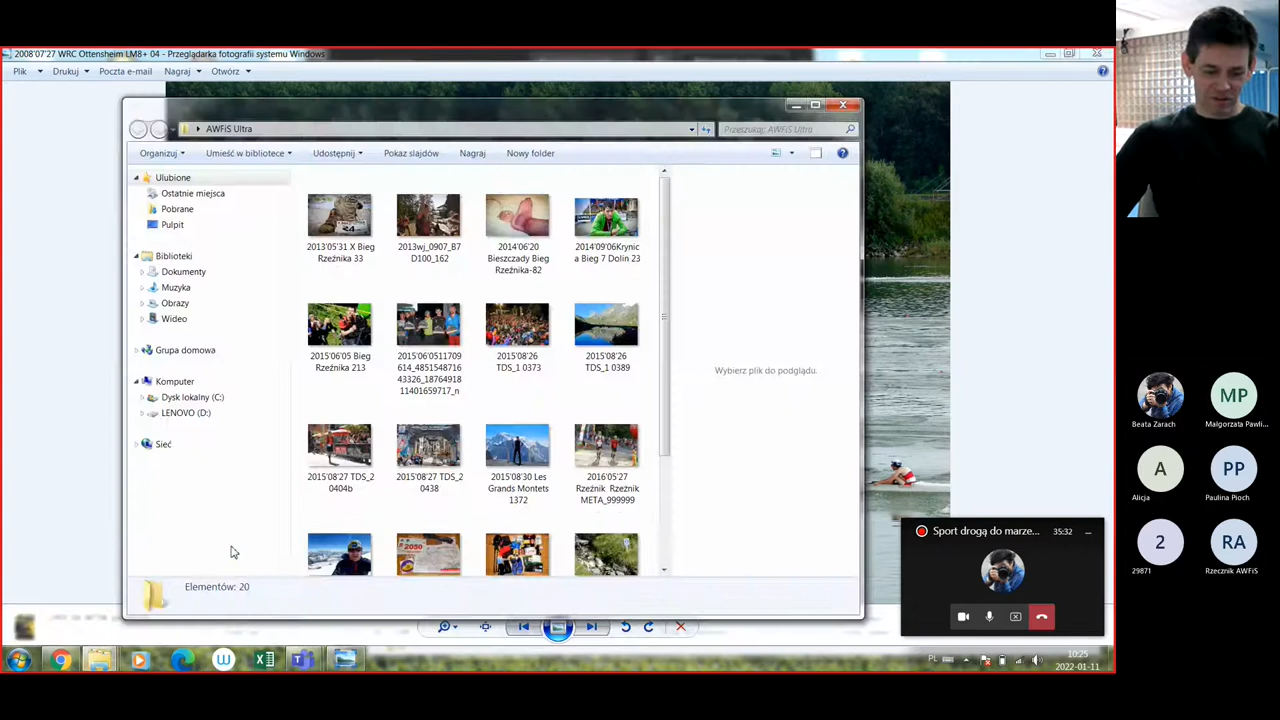 2008'07'27 WRC Ottensheim LM8+ 04 - Przeglądarka fotografii systemu Windows
Plik Drukuj Poczta e-mail Nagraj Otwórz
AWFiS Ultra
Przeszukaj: AWFiS Ultra
Organizuj Umieść w bibliotece Udostępnij Pokaz slajdów Nagraj Nowy folder
Ulubione
Ostatnie miejsca
Pobrane
Pulpit
Biblioteki
Dokumenty
Muzyka
Obrazy
Wideo
Grupa domowa
Komputer
Dysk lokalny (C:)
LENOVO (D:)
Sieć
2013'05'31 X Bieg
Rzeźnika 33
2013wj_0907_B7
D100_162
2014'06'20
Bieszczady Bieg
Rzeźnika-82
2014'09'06Krynic
a Bieg 7 Dolin 23
2015'06'05 Bieg
Rzeźnika 213
2015'06'0511709
614_4851548716
43326_18764918
11401659717_n
2015'08'26
TDS_1 0373
2015'08'26
TDS_1 0389
2015'08'27 TDS_2
0404b
2015'08'27 TDS_2
0438
2015'08'30 Les
Grands Montets
1372
2016'05'27
Rzeźnik Rzeźnik
META_999999
2050
Wybierz plik do podglądu.
Elementów: 20
Sport drogą do marze...
35:32
Beata Zarach
MP
Małgorzata Pawli...
A
Alicja
PP
Paulina Pioch
2
29871
RA
Rzecznik AWFiS
PL
10:25
2022-01-11